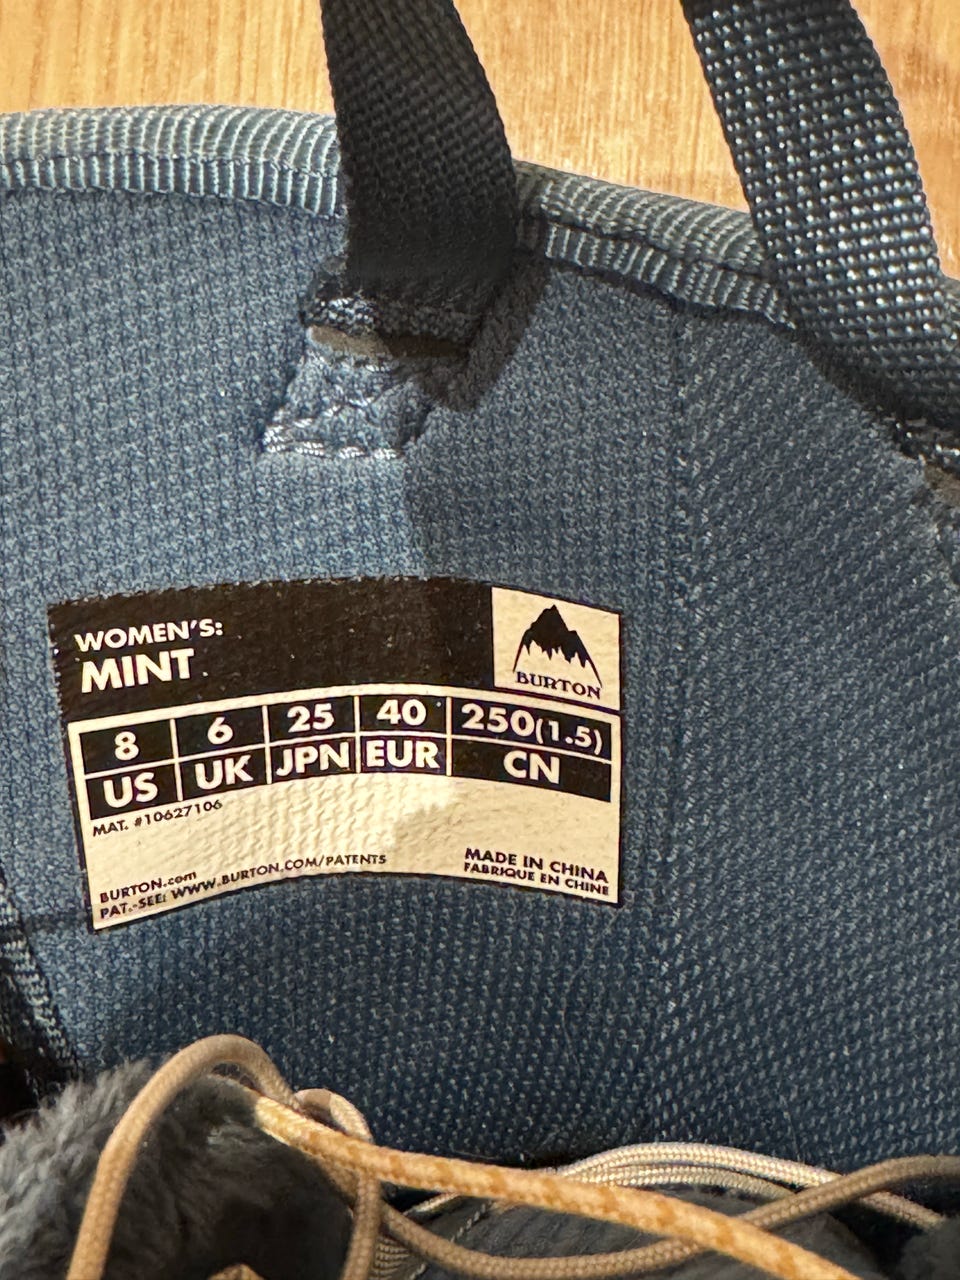 WOMEN'S:
MINT
BURTON
8 6 25 40 250(1.5)
US UK JPN EUR CN
MAT. #10627106
BURTON.com
PAT.-SEE: WWW.BURTON.COM/PATENTS
MADE IN CHINA
FABRIQUE EN CHINE